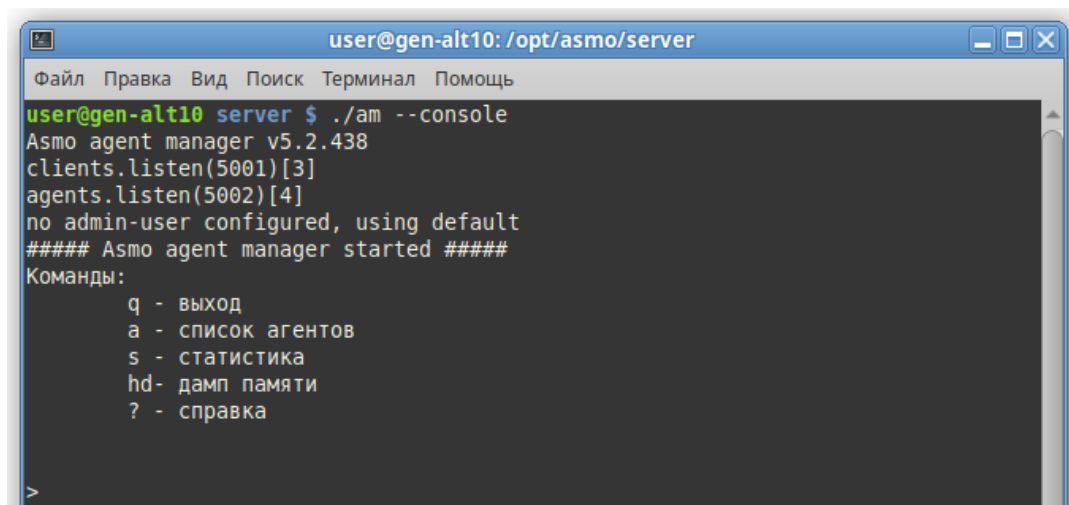 user@gen-alt10: /opt/asmo/server
Файл Правка Вид Поиск Терминал Помощь
user@gen-alt10 server $ ./am --console
Asmo agent manager v5.2.438
clients.listen(5001)[3]
agents.listen(5002)[4]
no admin-user configured, using default
##### Asmo agent manager started #####
Команды:
q - выход
a - список агентов
s - статистика
hd- дамп памяти
? - справка
>